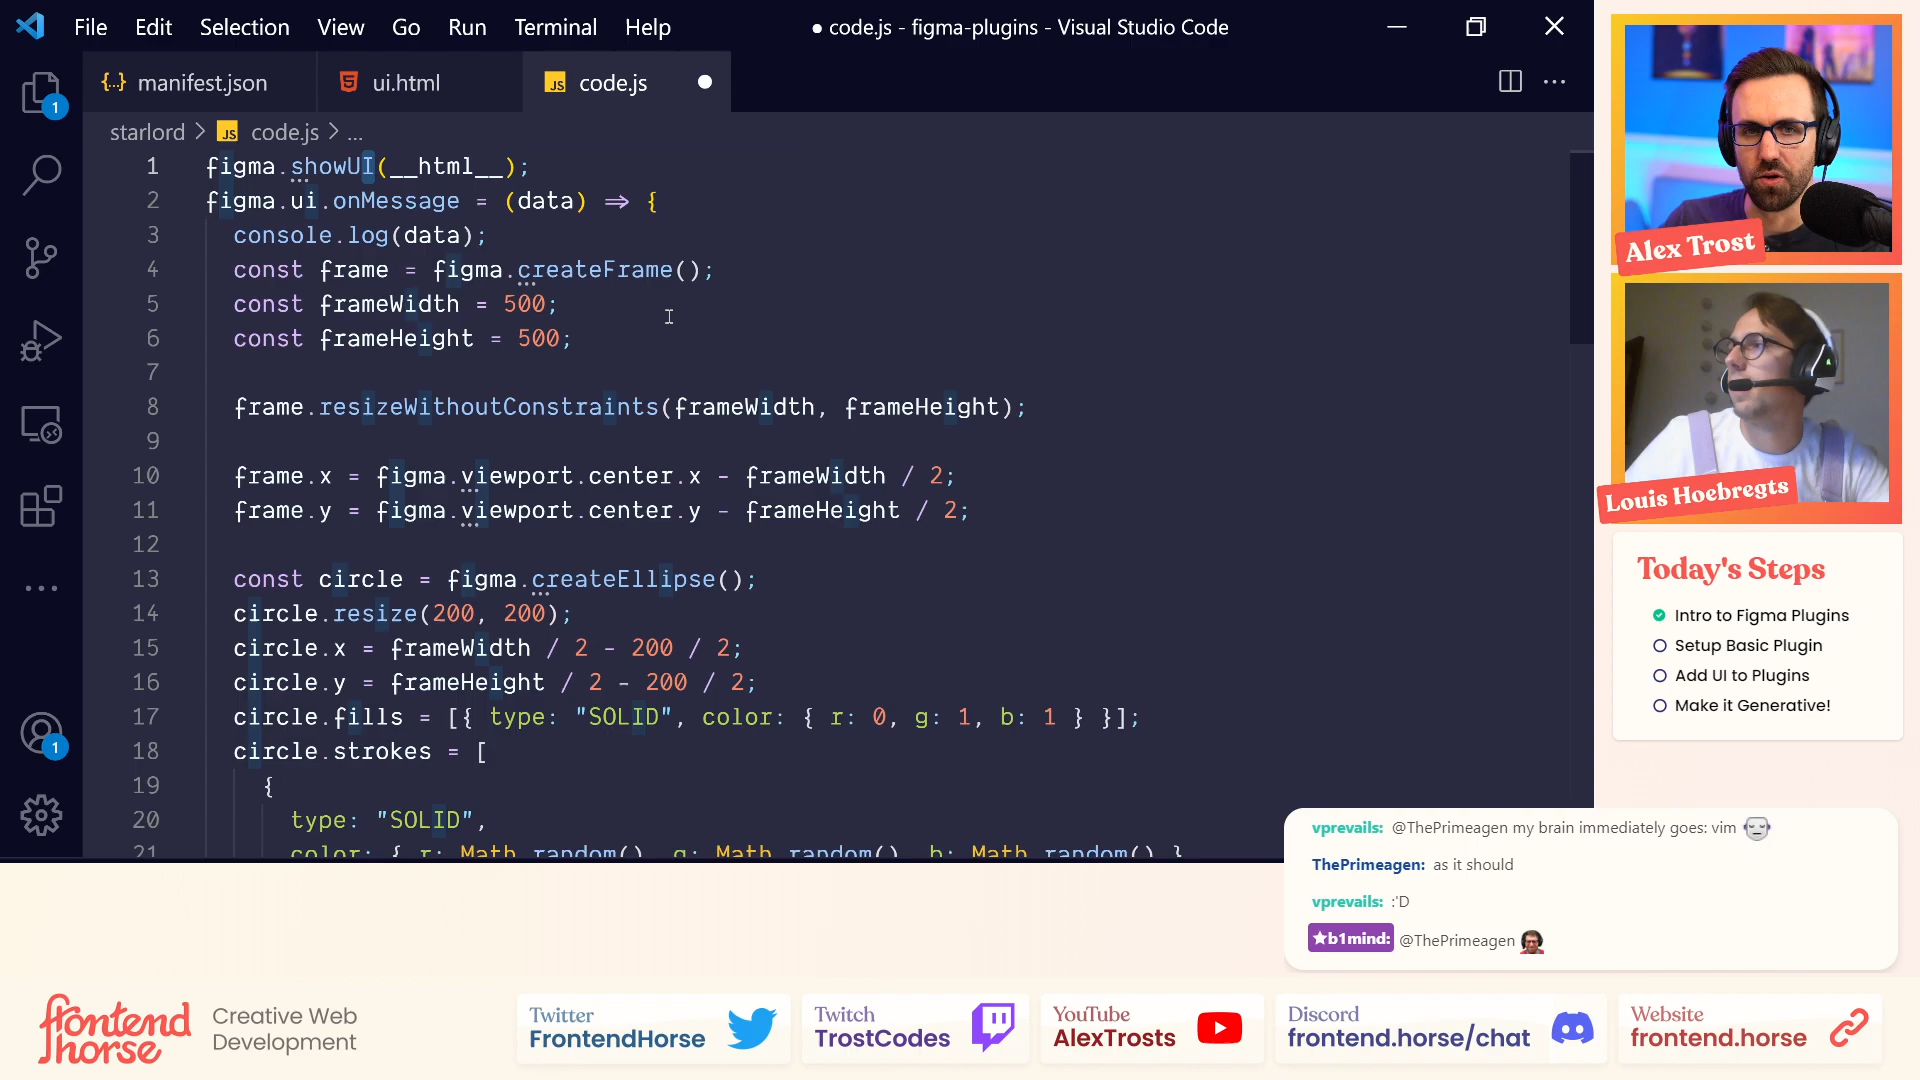 File Edit Selection View Go Run Terminal Help
● code.js - figma-plugins - Visual Studio Code
manifest.json
ui.html
JS code.js
starlord > JS code.js > ...
1 figma.showUI(__html__);
2 figma.ui.onMessage = (data) => {
3 console.log(data);
4 const frame = figma.createFrame();
5 const frameWidth = 500;
6 const frameHeight = 500;
7
8 frame.resizeWithoutConstraints(frameWidth, frameHeight);
9
10 frame.x = figma.viewport.center.x - frameWidth / 2;
11 frame.y = figma.viewport.center.y - frameHeight / 2;
12
13 const circle = figma.createEllipse();
14 circle.resize(200, 200);
15 circle.x = frameWidth / 2 - 200 / 2;
16 circle.y = frameHeight / 2 - 200 / 2;
17 circle.fills = [{ type: "SOLID", color: { r: 0, g: 1, b: 1 } }];
18 circle.strokes = [
19 {
20 type: "SOLID",
21 color: { r: Math.random(), g: Math.random(), b: Math.random() }
1
1
Alex Trost
Louis Hoebregts
Today's Steps
Intro to Figma Plugins
Setup Basic Plugin
Add UI to Plugins
Make it Generative!
vprevails: @ThePrimeagen my brain immediately goes: vim
ThePrimeagen: as it should
vprevails: :'D
★b1mind: @ThePrimeagen
frontend horse
Creative Web
Development
Twitter
FrontendHorse
Twitch
TrostCodes
YouTube
AlexTrosts
Discord
frontend.horse/chat
Website
frontend.horse